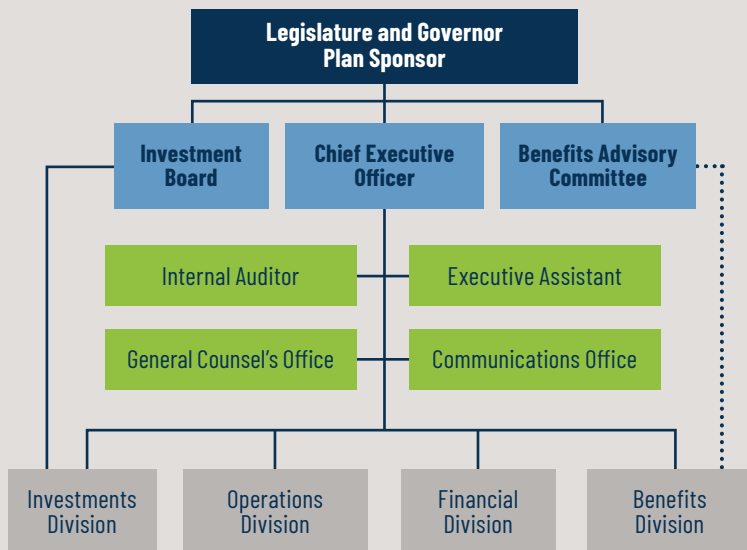 Legislature and Governor
Plan Sponsor
Investment
Board
Chief Executive
Officer
Benefits Advisory
Committee
Internal Auditor
Executive Assistant
General Counsel's Office
Communications Office
Investments
Division
Operations
Division
Financial
Division
Benefits
Division